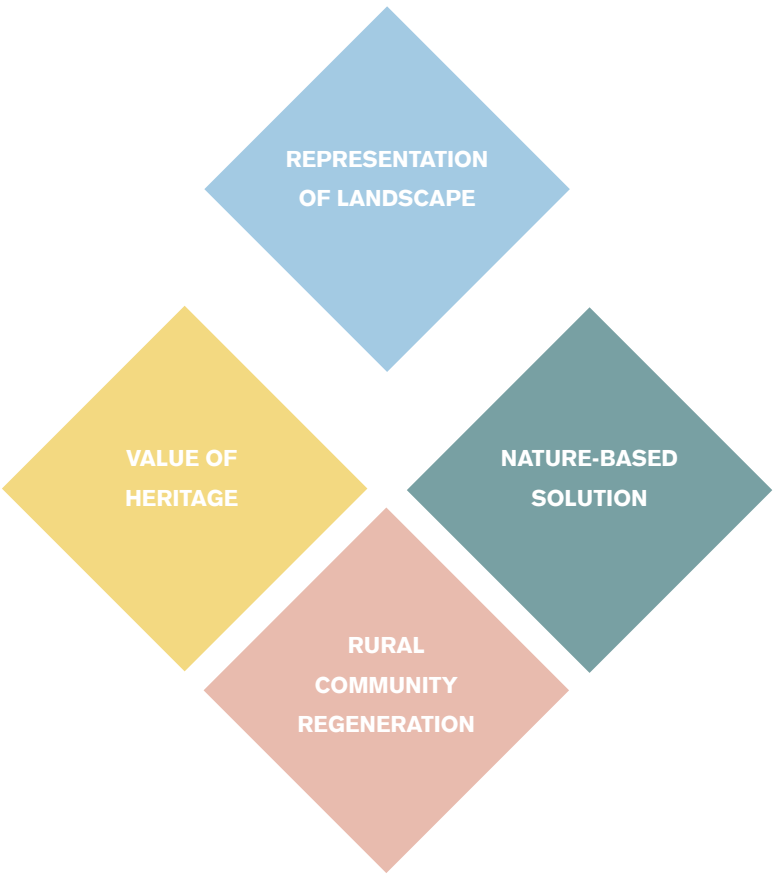 REPRESENTATION
OF LANDSCAPE
VALUE OF
HERITAGE
NATURE-BASED
SOLUTION
RURAL
COMMUNITY
REGENERATION